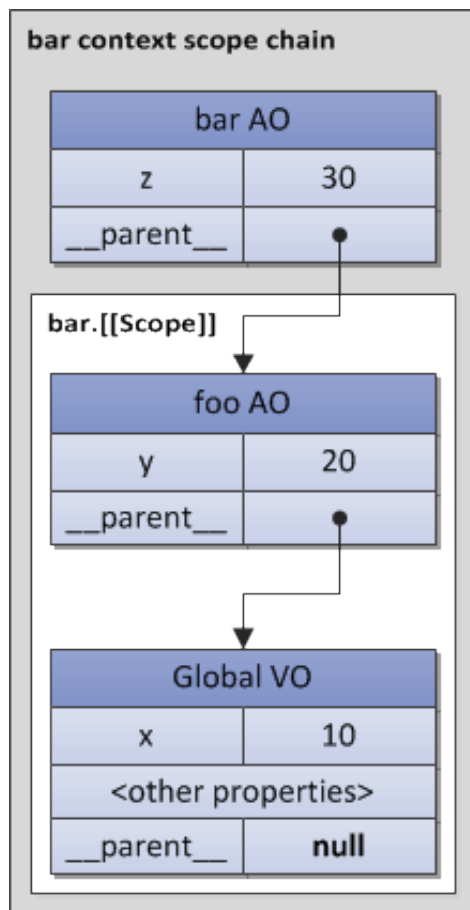 bar context scope chain
bar AO
z 30
__parent__
bar.[[Scope]]
foo AO
y 20
__parent__
Global VO
x 10
<other properties>
__parent__ null